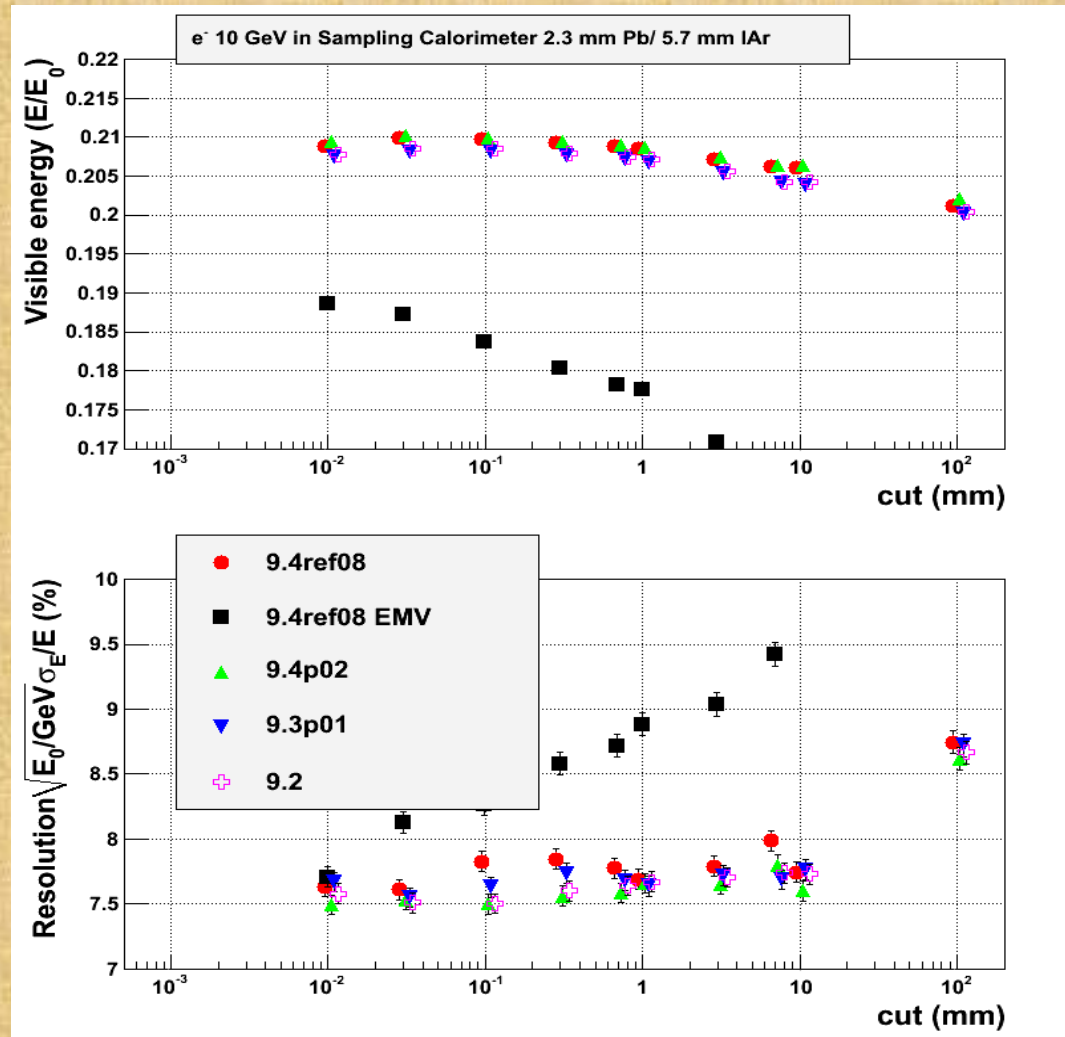 e⁻ 10 GeV in Sampling Calorimeter 2.3 mm Pb/ 5.7 mm lAr
Visible energy (E/E₀)
0.22
0.215
0.21
0.205
0.2
0.195
0.19
0.185
0.18
0.175
0.17
10⁻³ 10⁻² 10⁻¹ 1 10 10²
cut (mm)
Resolution√E₀/GeV σ_E/E (%)
10
9.5
9
8.5
8
7.5
7
9.4ref08
9.4ref08 EMV
9.4p02
9.3p01
9.2
10⁻³ 10⁻² 10⁻¹ 1 10 10²
cut (mm)